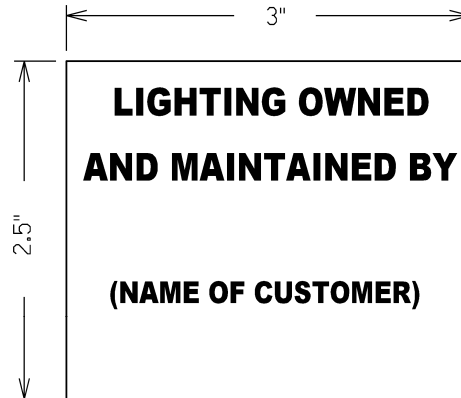 3"
LIGHTING OWNED
AND MAINTAINED BY
2.5"
(NAME OF CUSTOMER)